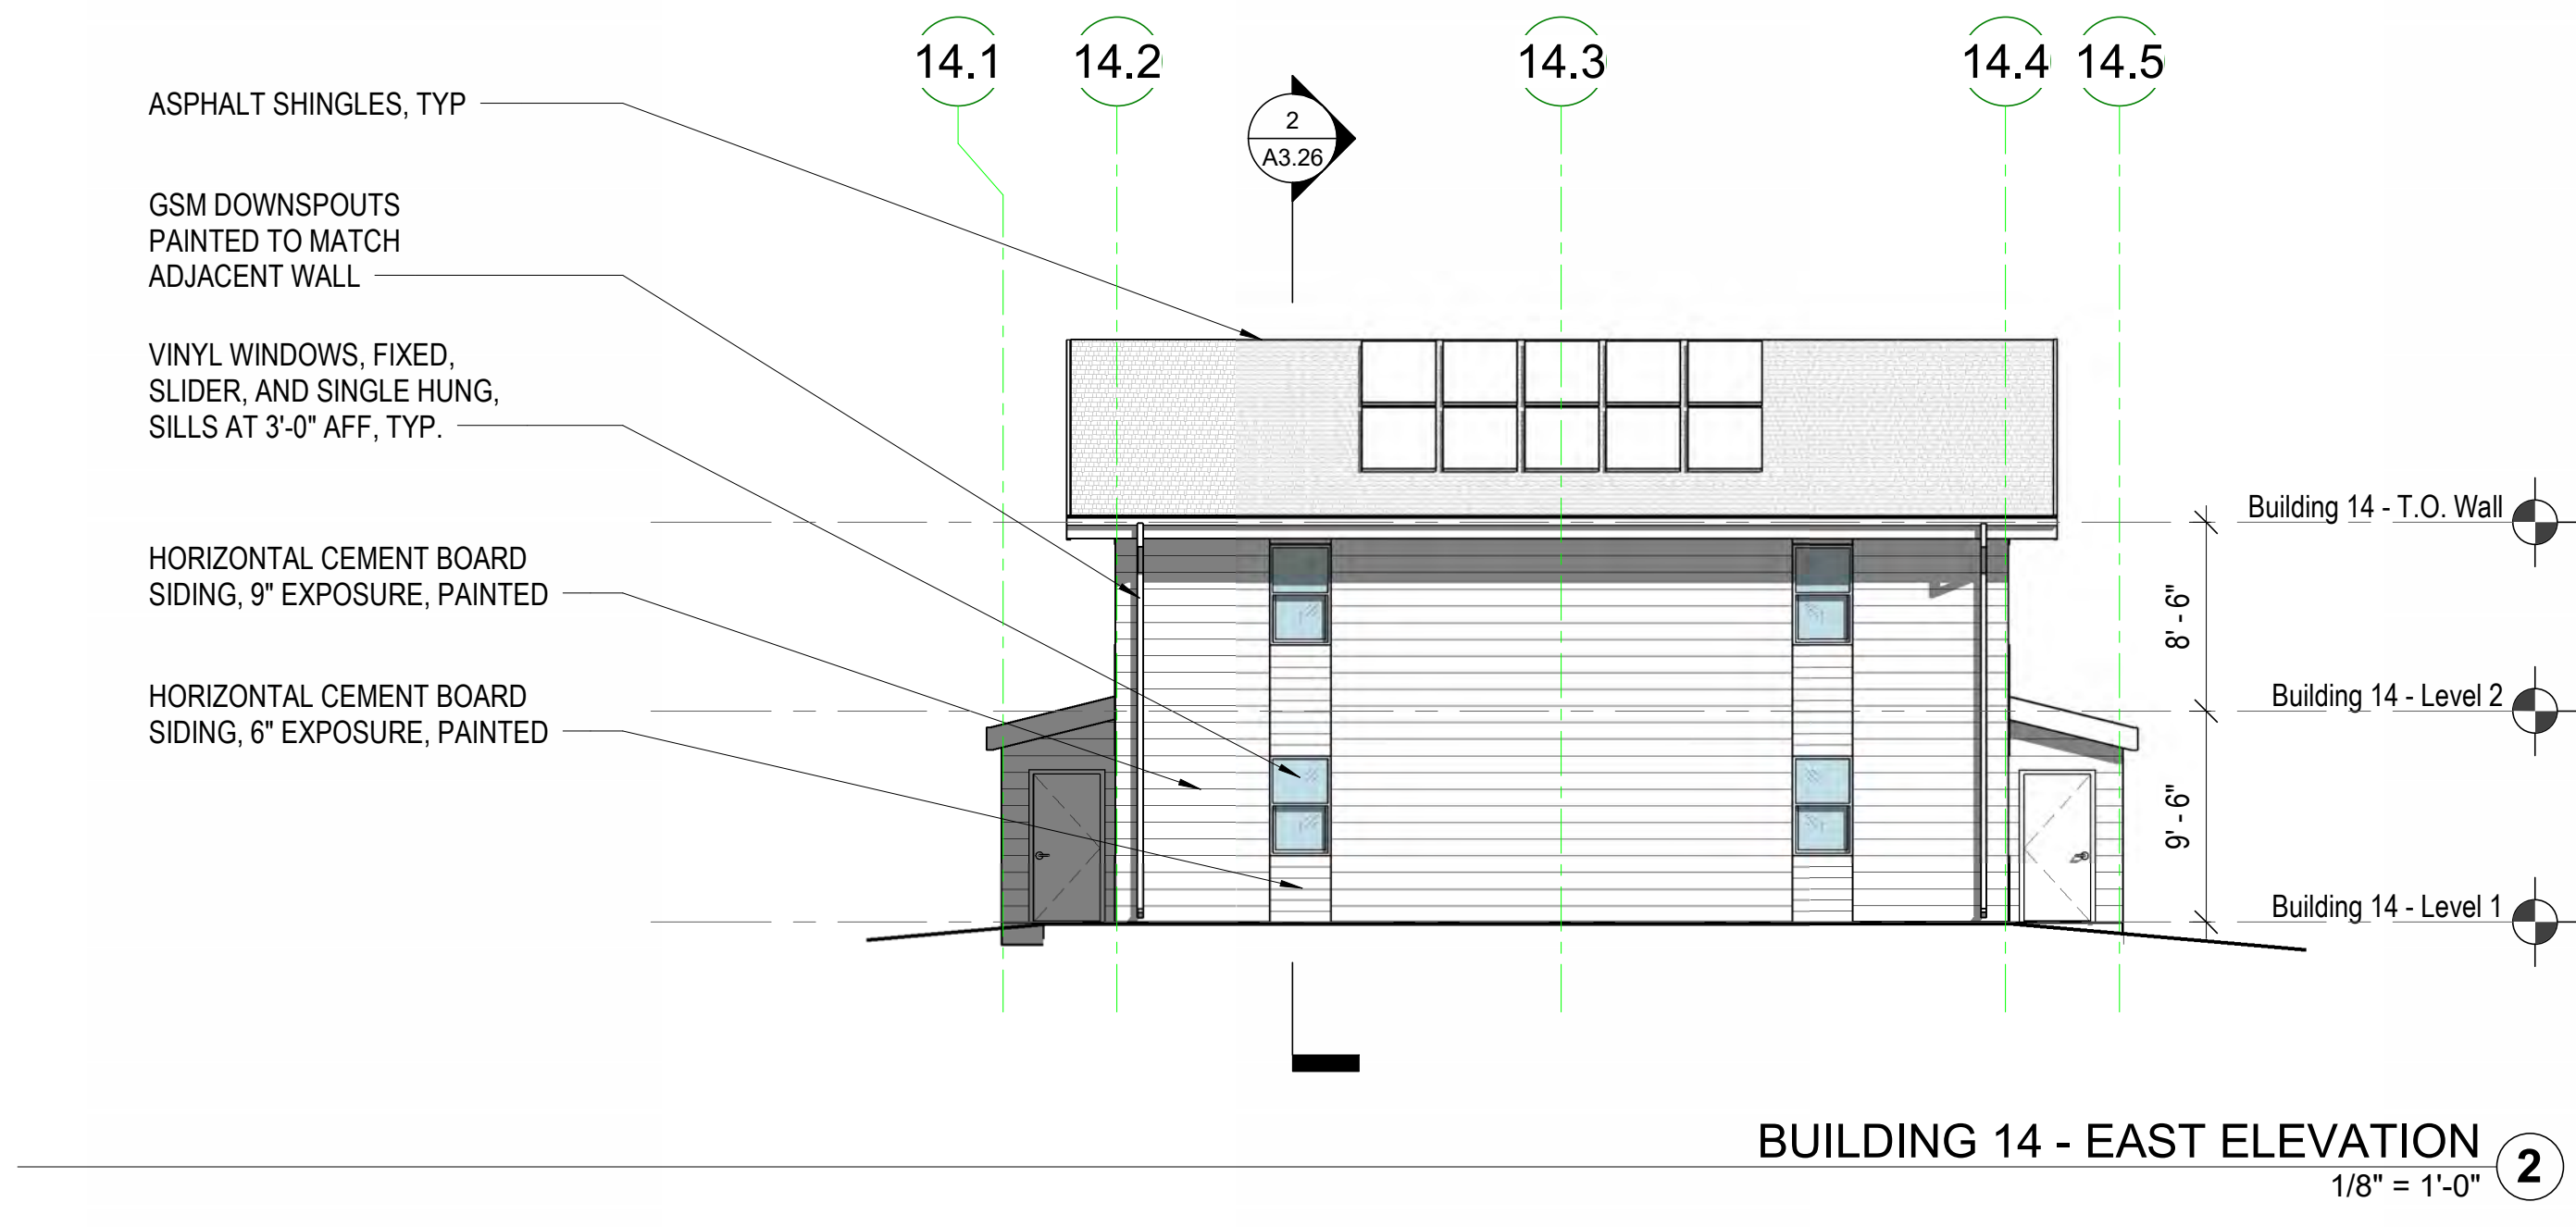 14.1
14.2
14.3
14.4
14.5
2
A3.26
ASPHALT SHINGLES, TYP
GSM DOWNSPOUTS
PAINTED TO MATCH
ADJACENT WALL
VINYL WINDOWS, FIXED,
SLIDER, AND SINGLE HUNG,
SILLS AT 3'-0" AFF, TYP.
HORIZONTAL CEMENT BOARD
SIDING, 9" EXPOSURE, PAINTED
HORIZONTAL CEMENT BOARD
SIDING, 6" EXPOSURE, PAINTED
Building 14 - T.O. Wall
8' - 6"
Building 14 - Level 2
9' - 6"
Building 14 - Level 1
BUILDING 14 - EAST ELEVATION
1/8" = 1'-0"
2